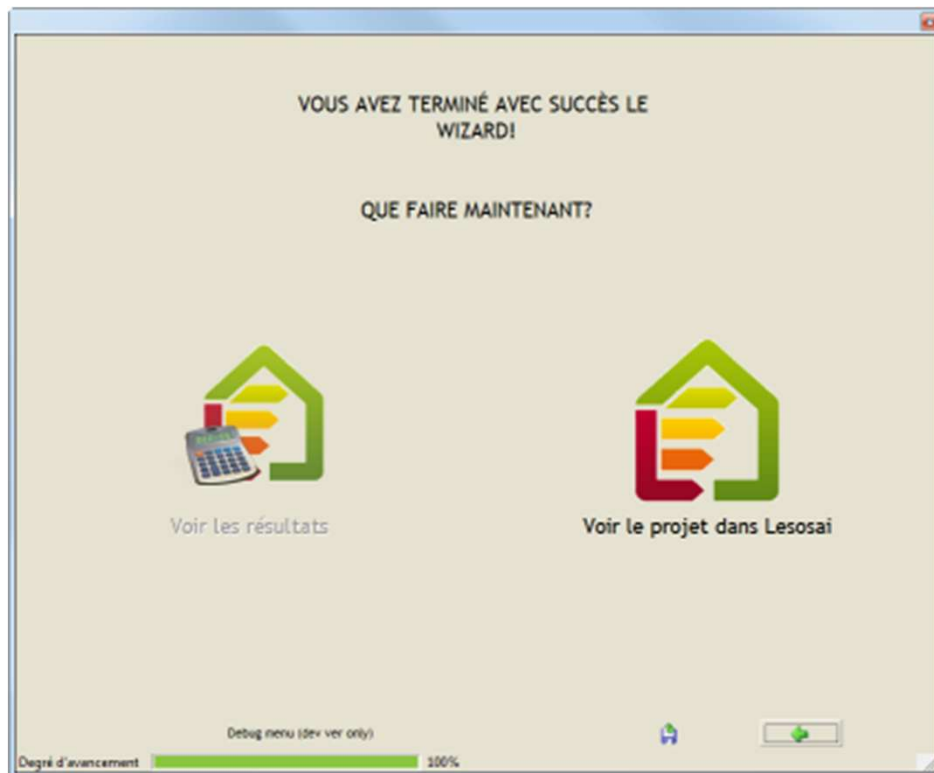 VOUS AVEZ TERMINÉ AVEC SUCCÈS LE
WIZARD!
QUE FAIRE MAINTENANT?
Voir les résultats
Voir le projet dans Lesosai
Debug menu (dev ver only)
Degré d'avancement
100%